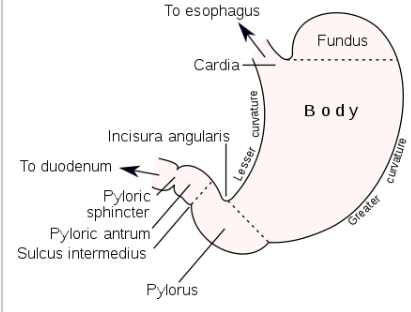 To esophagus
Fundus
Cardia
Body
Lesser curvature
Incisura angularis
To duodenum
Greater curvature
Pyloric
sphincter
Pyloric antrum
Sulcus intermedius
Pylorus